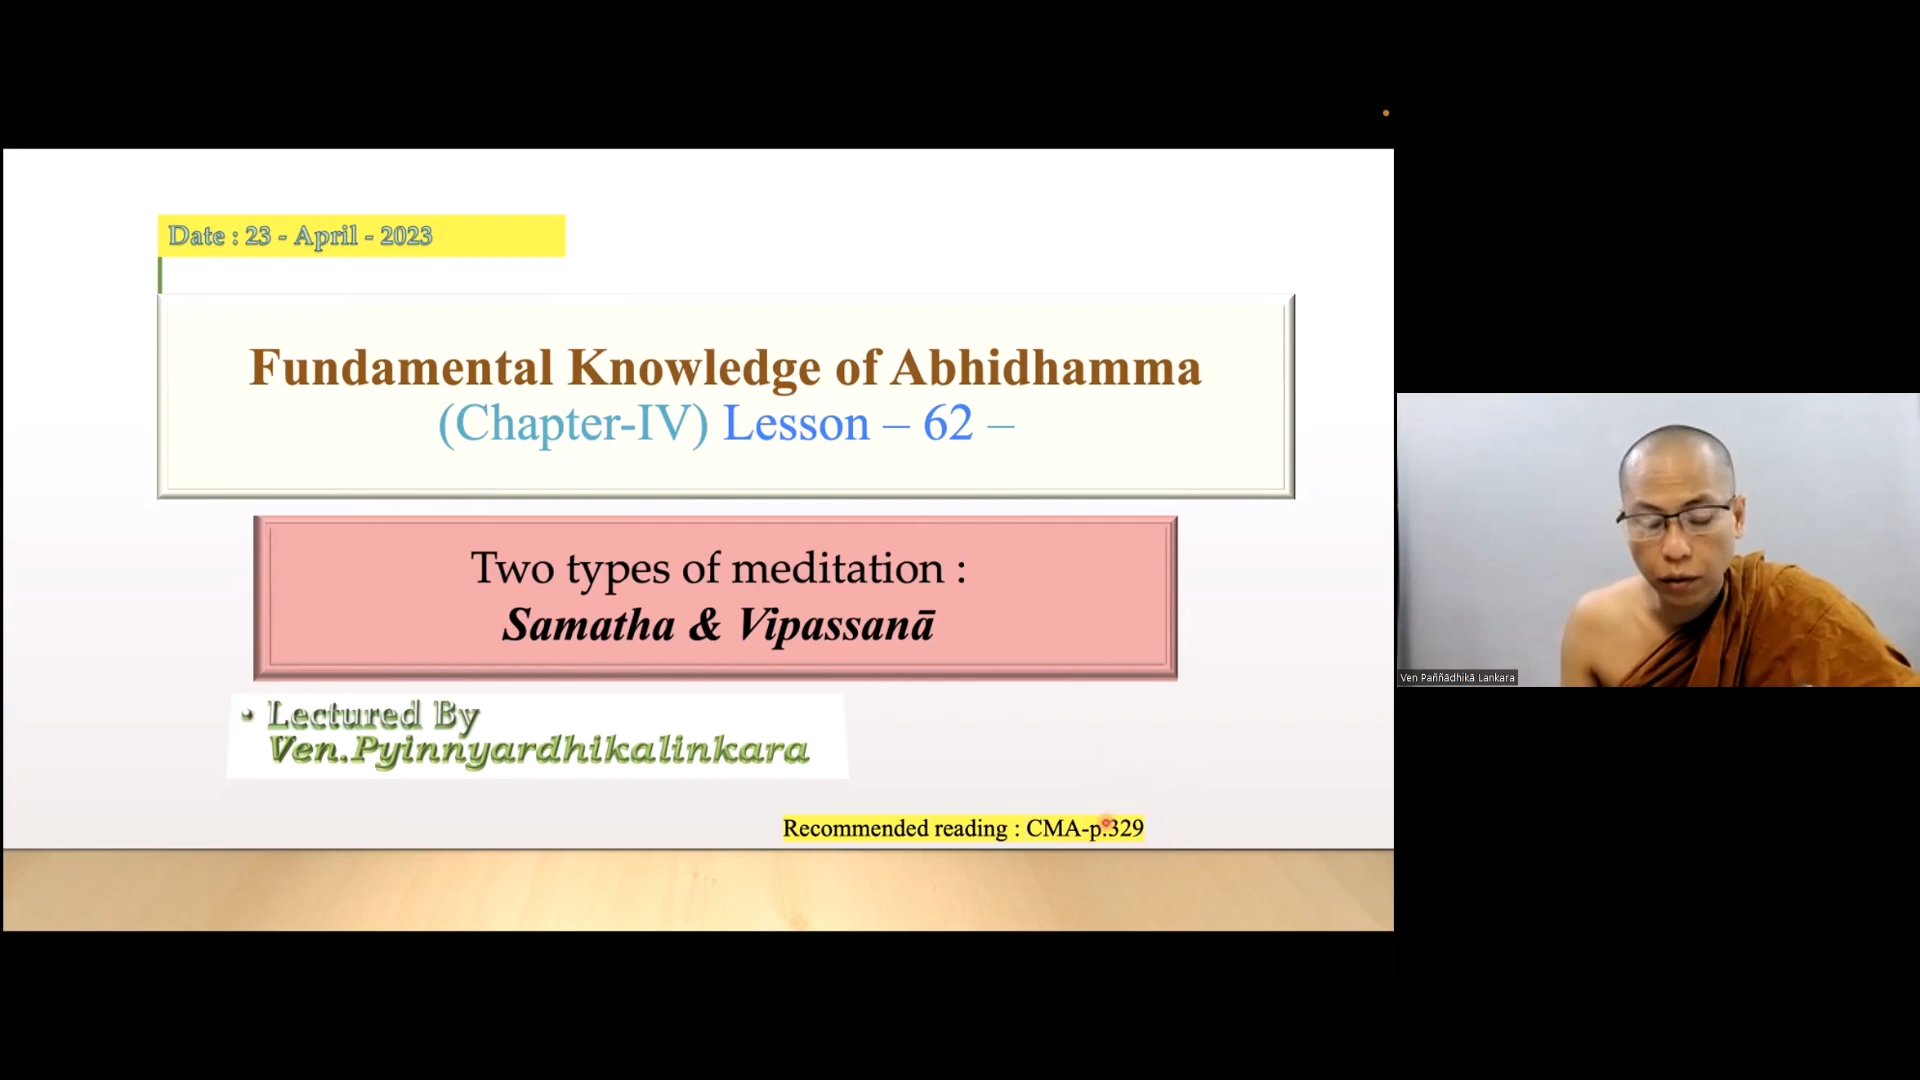 Date : 23 - April - 2023
Fundamental Knowledge of Abhidhamma
(Chapter-IV) Lesson – 62 –
Two types of meditation :
Samatha & Vipassanā
• Lectured By
Ven.Pyinnyardhikalinkara
Recommended reading : CMA-p.329
Ven Paññādhikā Lankara